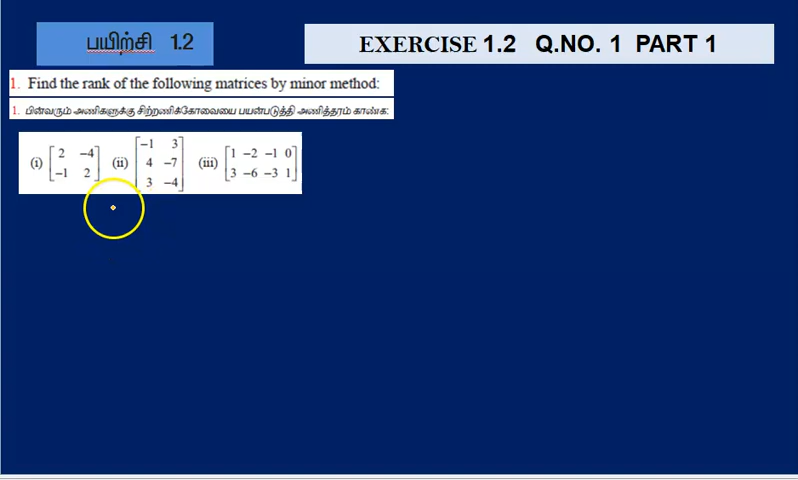 பயிற்சி 1.2
EXERCISE 1.2 Q.NO. 1 PART 1
1. Find the rank of the following matrices by minor method:
1. பின்வரும் அணிகளுக்கு சிற்றணிக்கோவையை பயன்படுத்தி அணித்தரம் காண்க:
(i) [2 −4; −1 2] (ii) [−1 3; 4 −7; 3 −4] (iii) [1 −2 −1 0; 3 −6 −3 1]